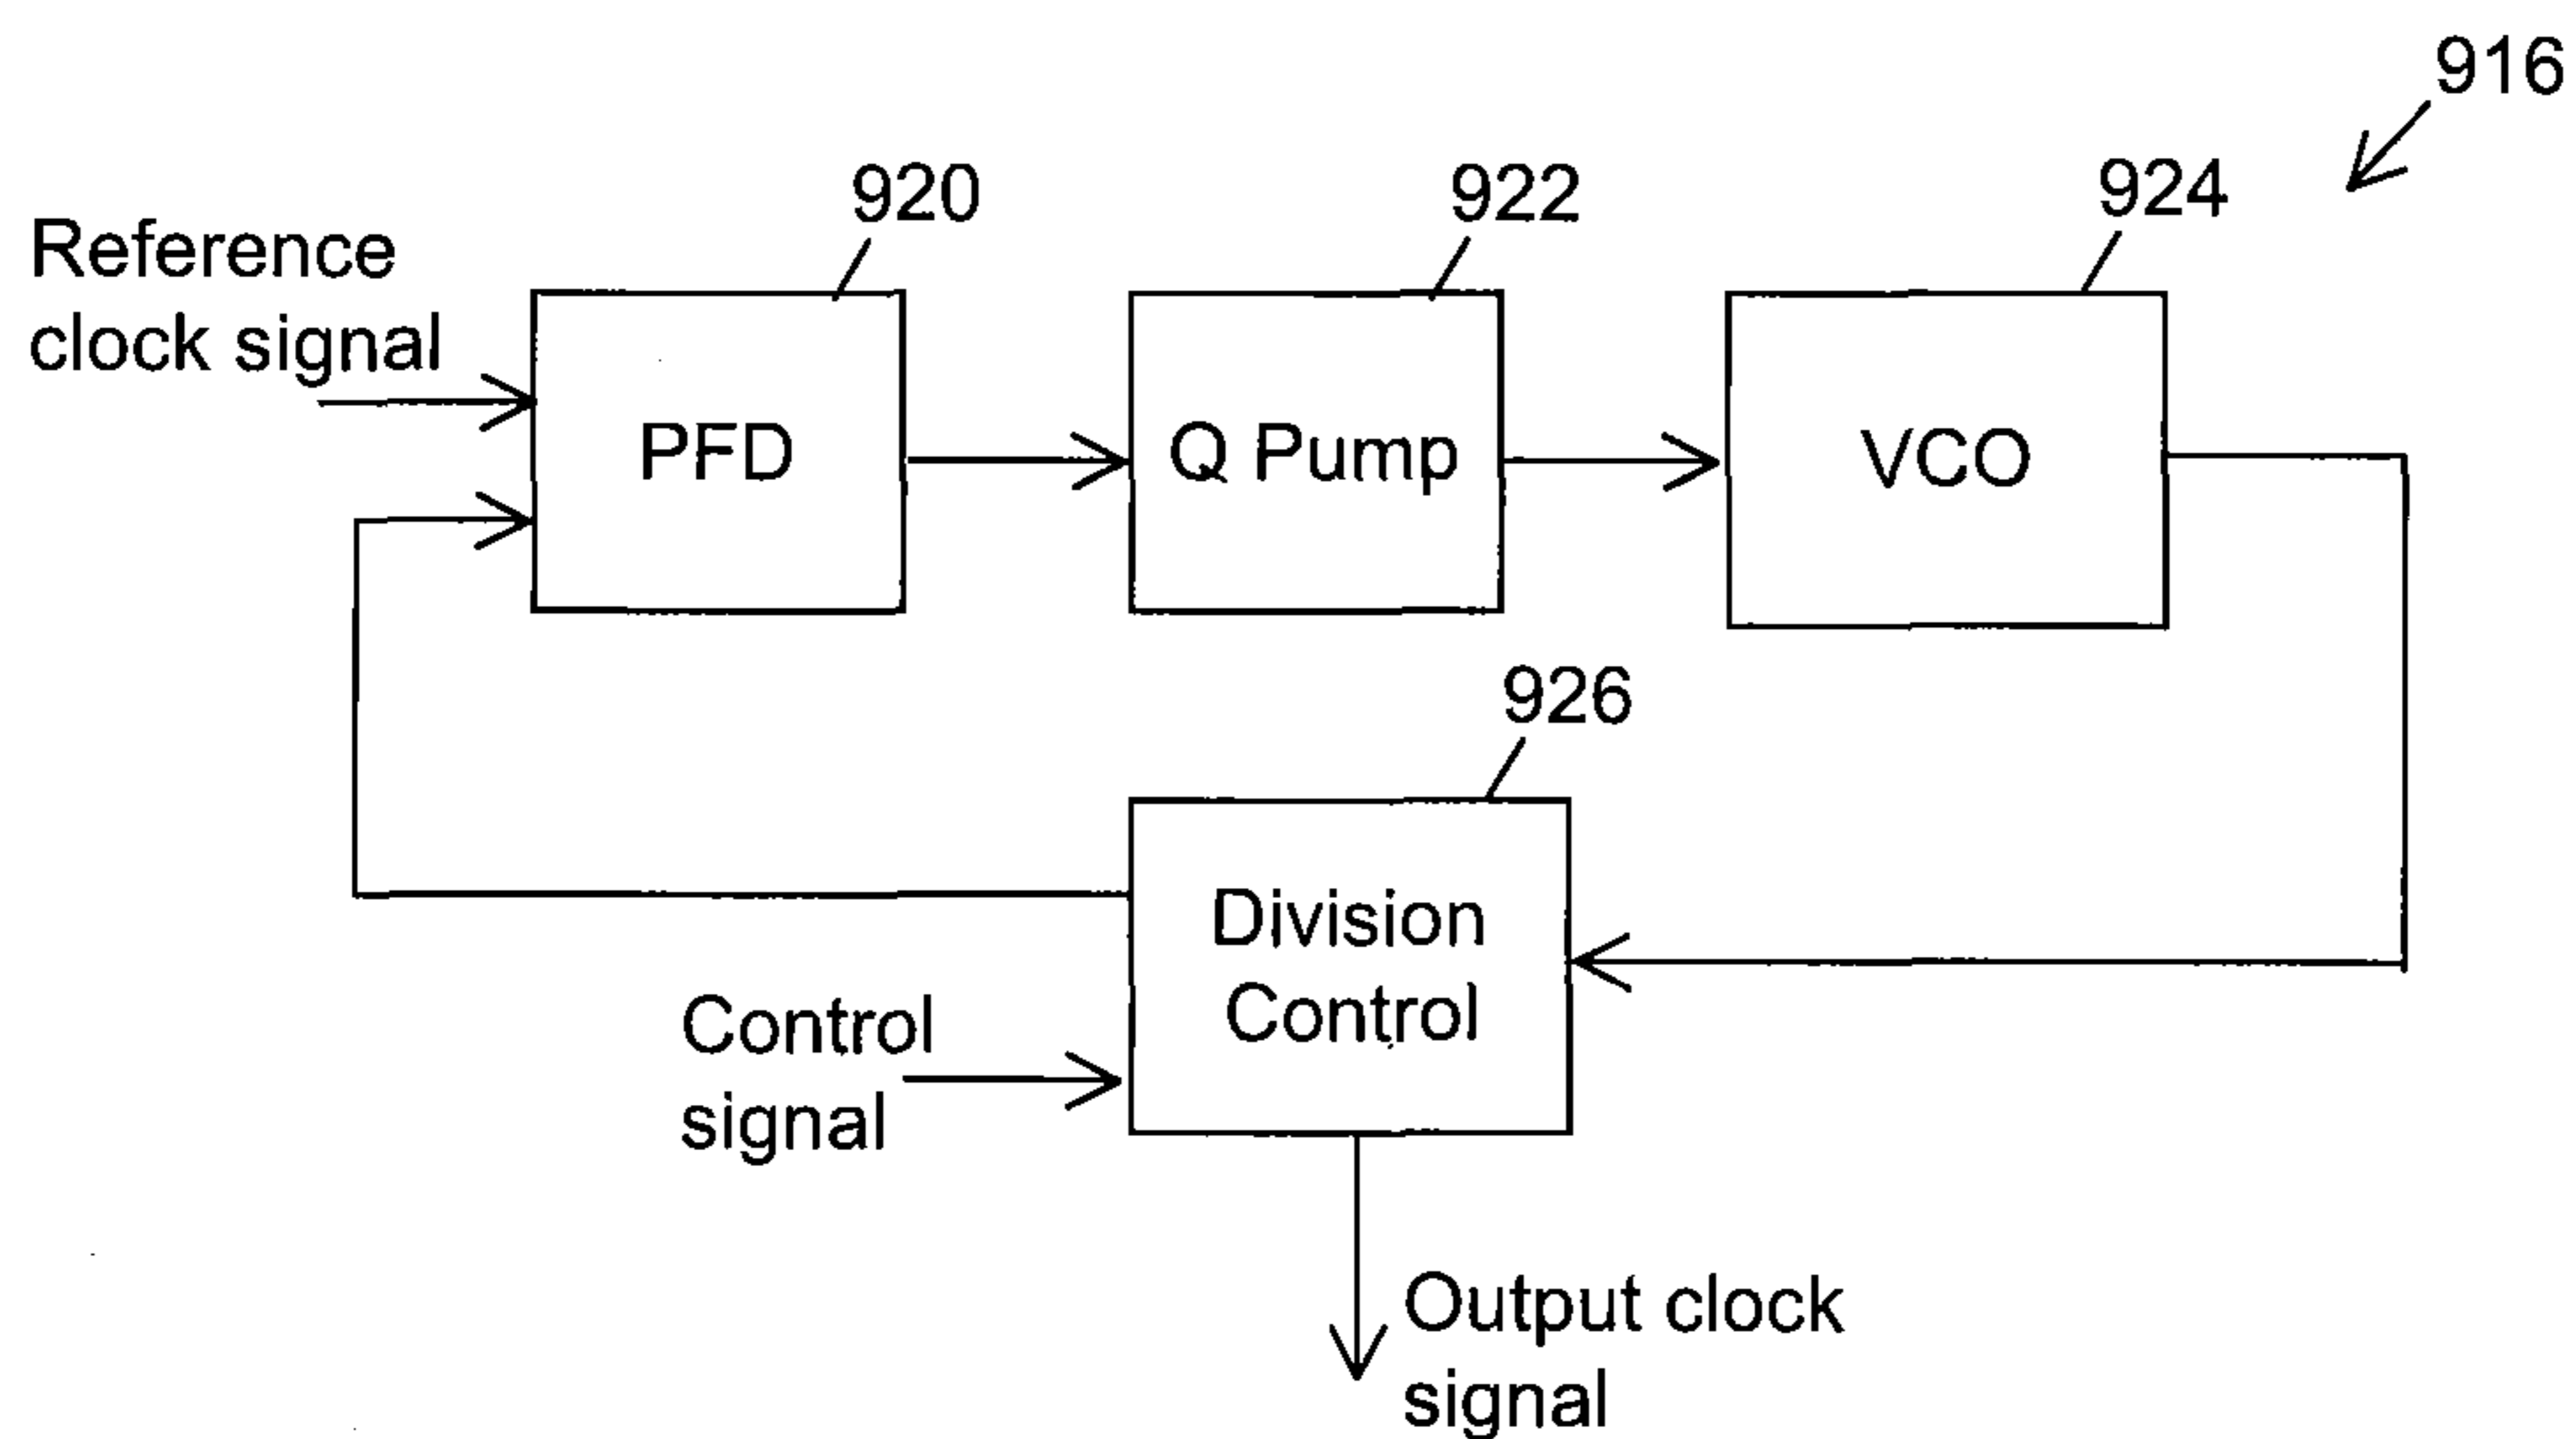 916
920
922
924
Reference
clock signal
PFD
Q Pump
VCO
926
Division
Control
Control
signal
Output clock
signal